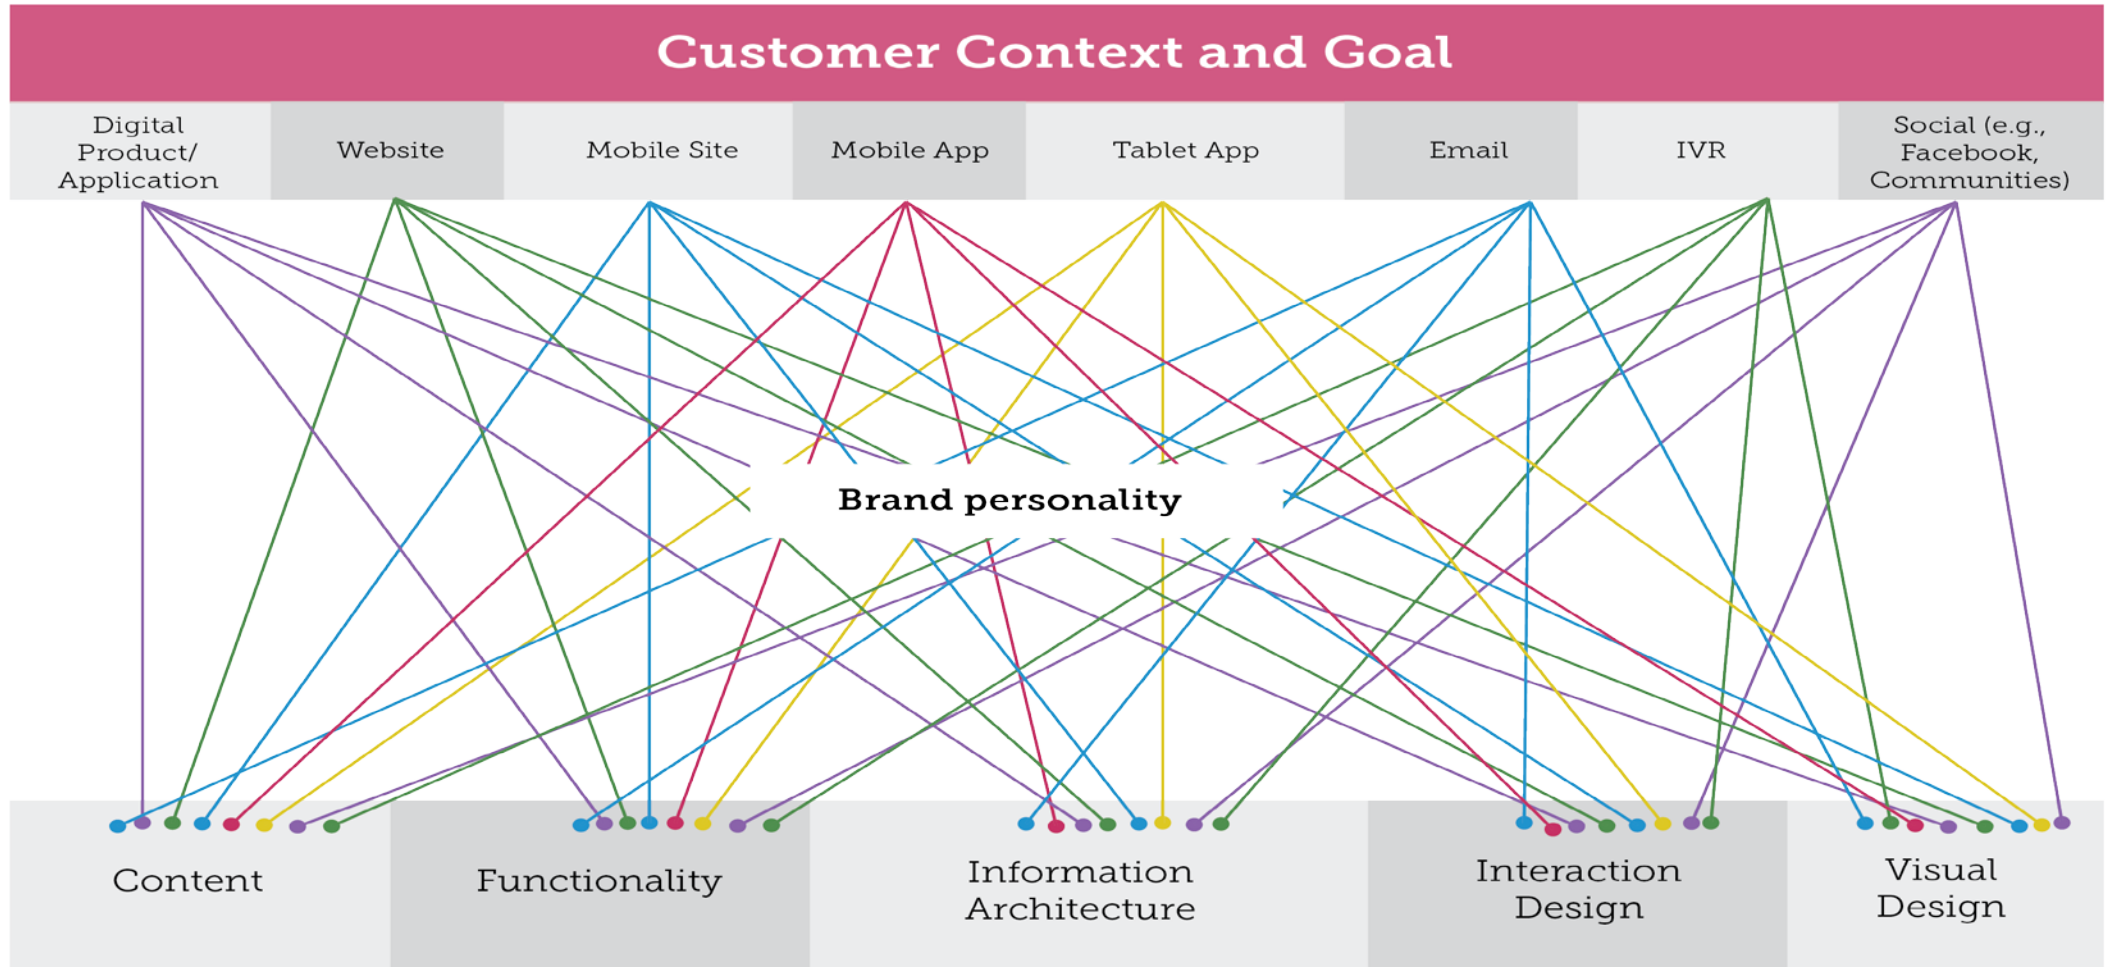 Customer Context and Goal
Digital
Product/
Application
Website
Mobile Site
Mobile App
Tablet App
Email
IVR
Social (e.g.,
Facebook,
Communities)
Brand personality
Content
Functionality
Information
Architecture
Interaction
Design
Visual
Design